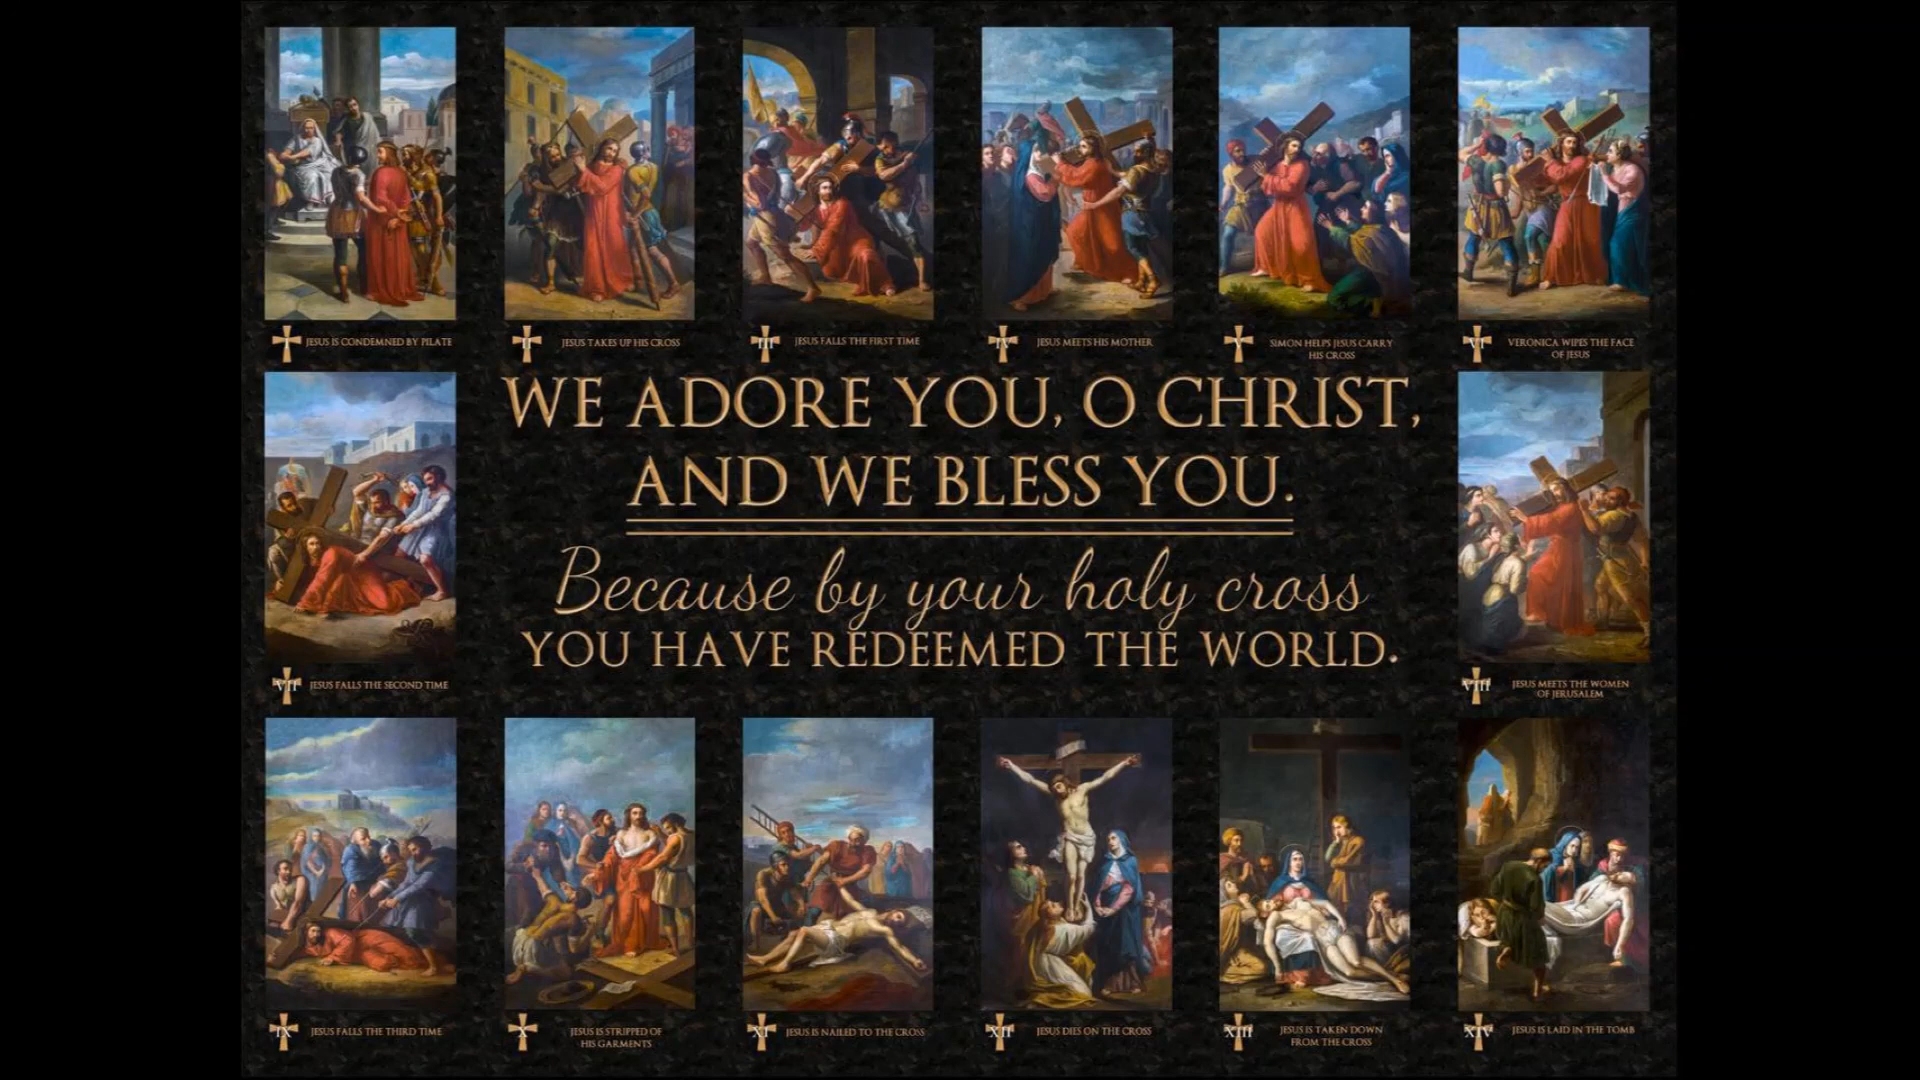 I JESUS IS CONDEMNED BY PILATE
II JESUS TAKES UP HIS CROSS
III JESUS FALLS THE FIRST TIME
IV JESUS MEETS HIS MOTHER
V SIMON HELPS JESUS CARRY
HIS CROSS
VI VERONICA WIPES THE FACE
OF JESUS
WE ADORE YOU, O CHRIST,
AND WE BLESS YOU.
Because by your holy cross
YOU HAVE REDEEMED THE WORLD.
VII JESUS FALLS THE SECOND TIME
VIII JESUS MEETS THE WOMEN
OF JERUSALEM
IX JESUS FALLS THE THIRD TIME
X JESUS IS STRIPPED OF
HIS GARMENTS
XI JESUS IS NAILED TO THE CROSS
XII JESUS DIES ON THE CROSS
XIII JESUS IS TAKEN DOWN
FROM THE CROSS
XIV JESUS IS LAID IN THE TOMB